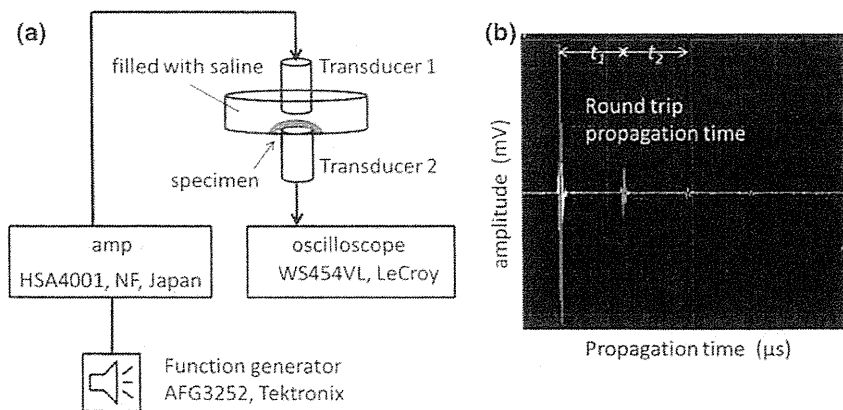 (a)
filled with saline
Transducer 1
specimen
Transducer 2
amp
HSA4001, NF, Japan
oscilloscope
WS454VL, LeCroy
Function generator
AFG3252, Tektronix
(b)
t1 t2
Round trip
propagation time
amplitude (mV)
Propagation time (μs)